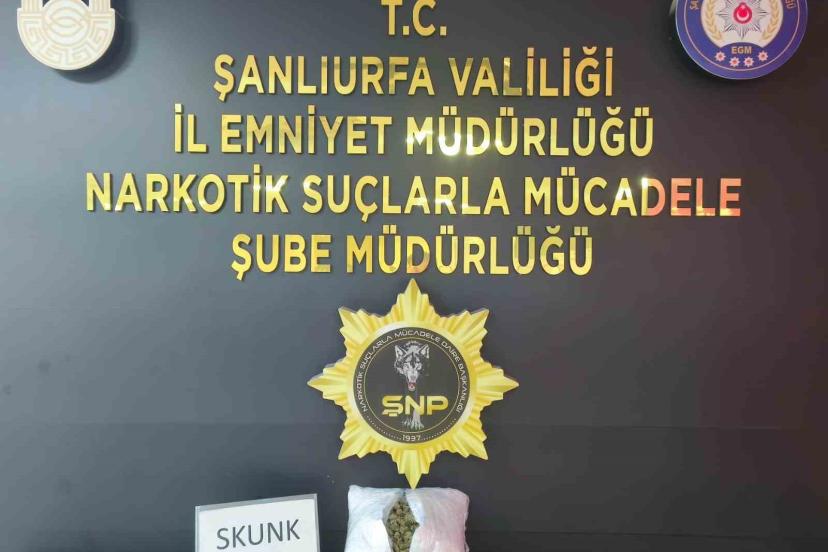 T.C.
ŞANLIURFA VALİLİĞİ
İL EMNİYET MÜDÜRLÜĞÜ
NARKOTİK SUÇLARLA MÜCADELE
ŞUBE MÜDÜRLÜĞÜ
EGM
NARKOTİK SUÇLARLA MÜCADELE DAİRE BAŞKANLIĞI
ŞNP
1997
SKUNK